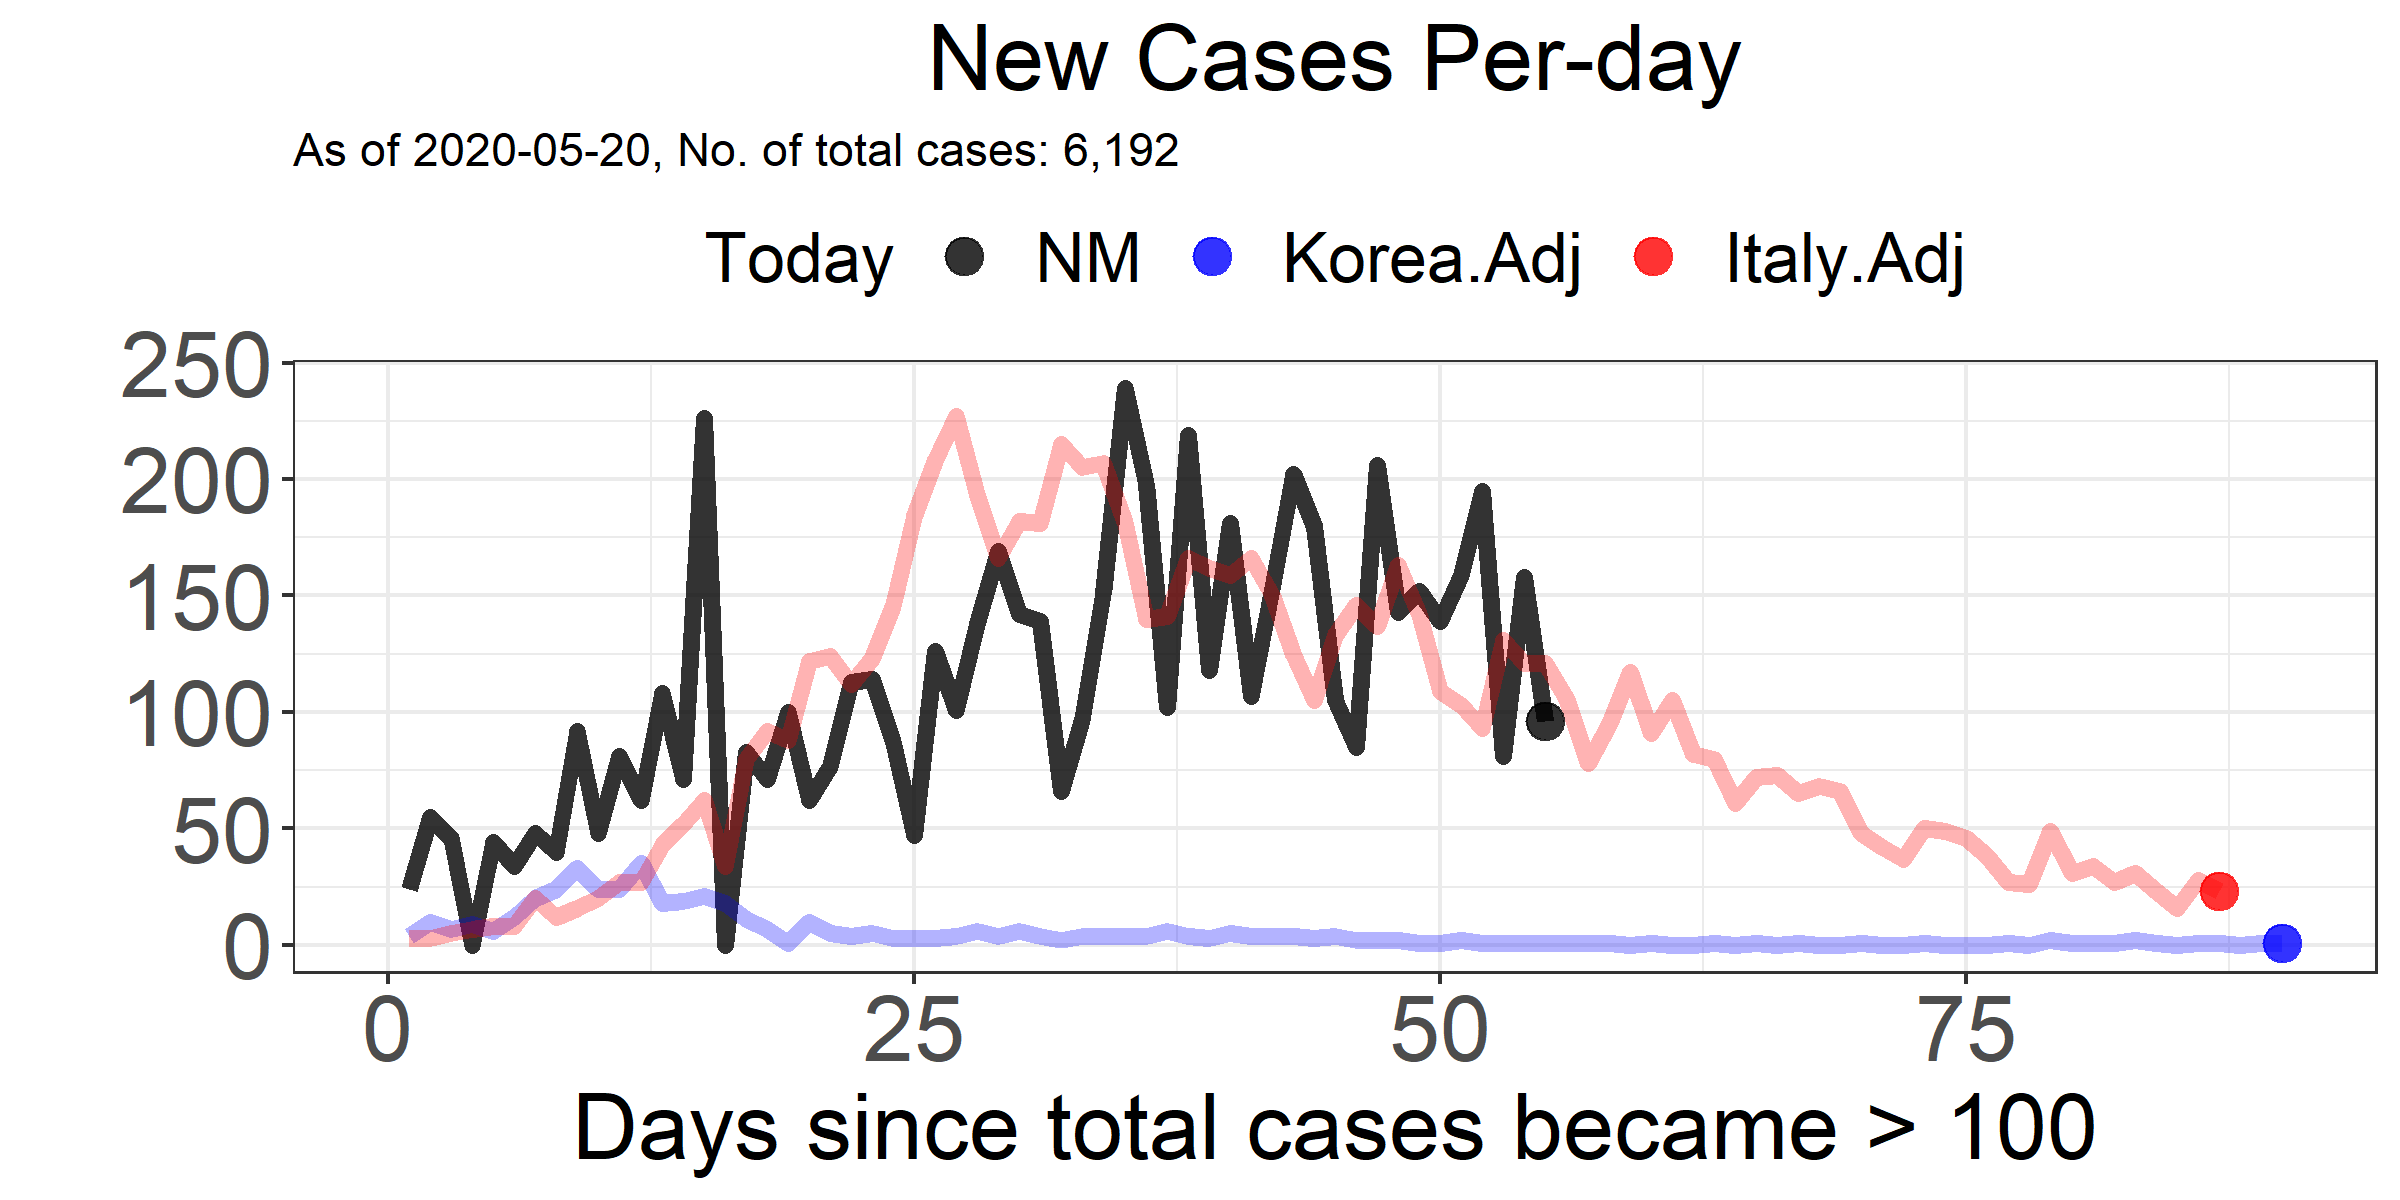 New Cases Per-day
As of 2020-05-20, No. of total cases: 6,192
Today NM Korea.Adj Italy.Adj
250
200
150
100
50
0
0 25 50 75
Days since total cases became > 100